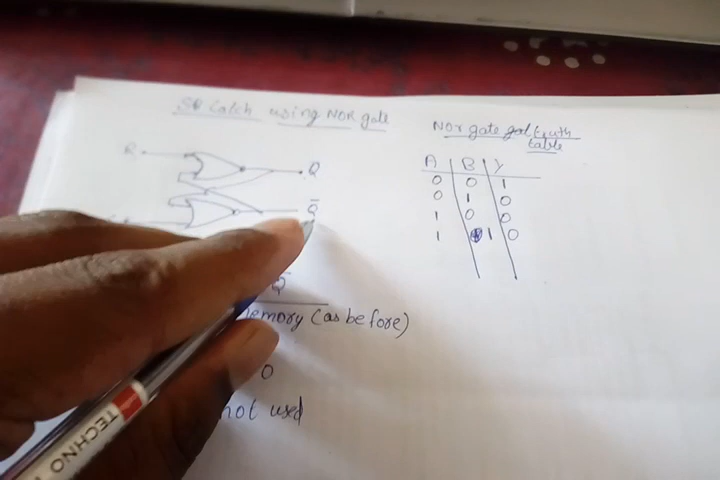 SR Latch using NOR gate
R
Q
Q̅
Q̅
memory (as before)
0
not used
Nor gate truth
table
A B Y
0 0 1
0 1 0
1 0 0
1 1 0
TECHNO